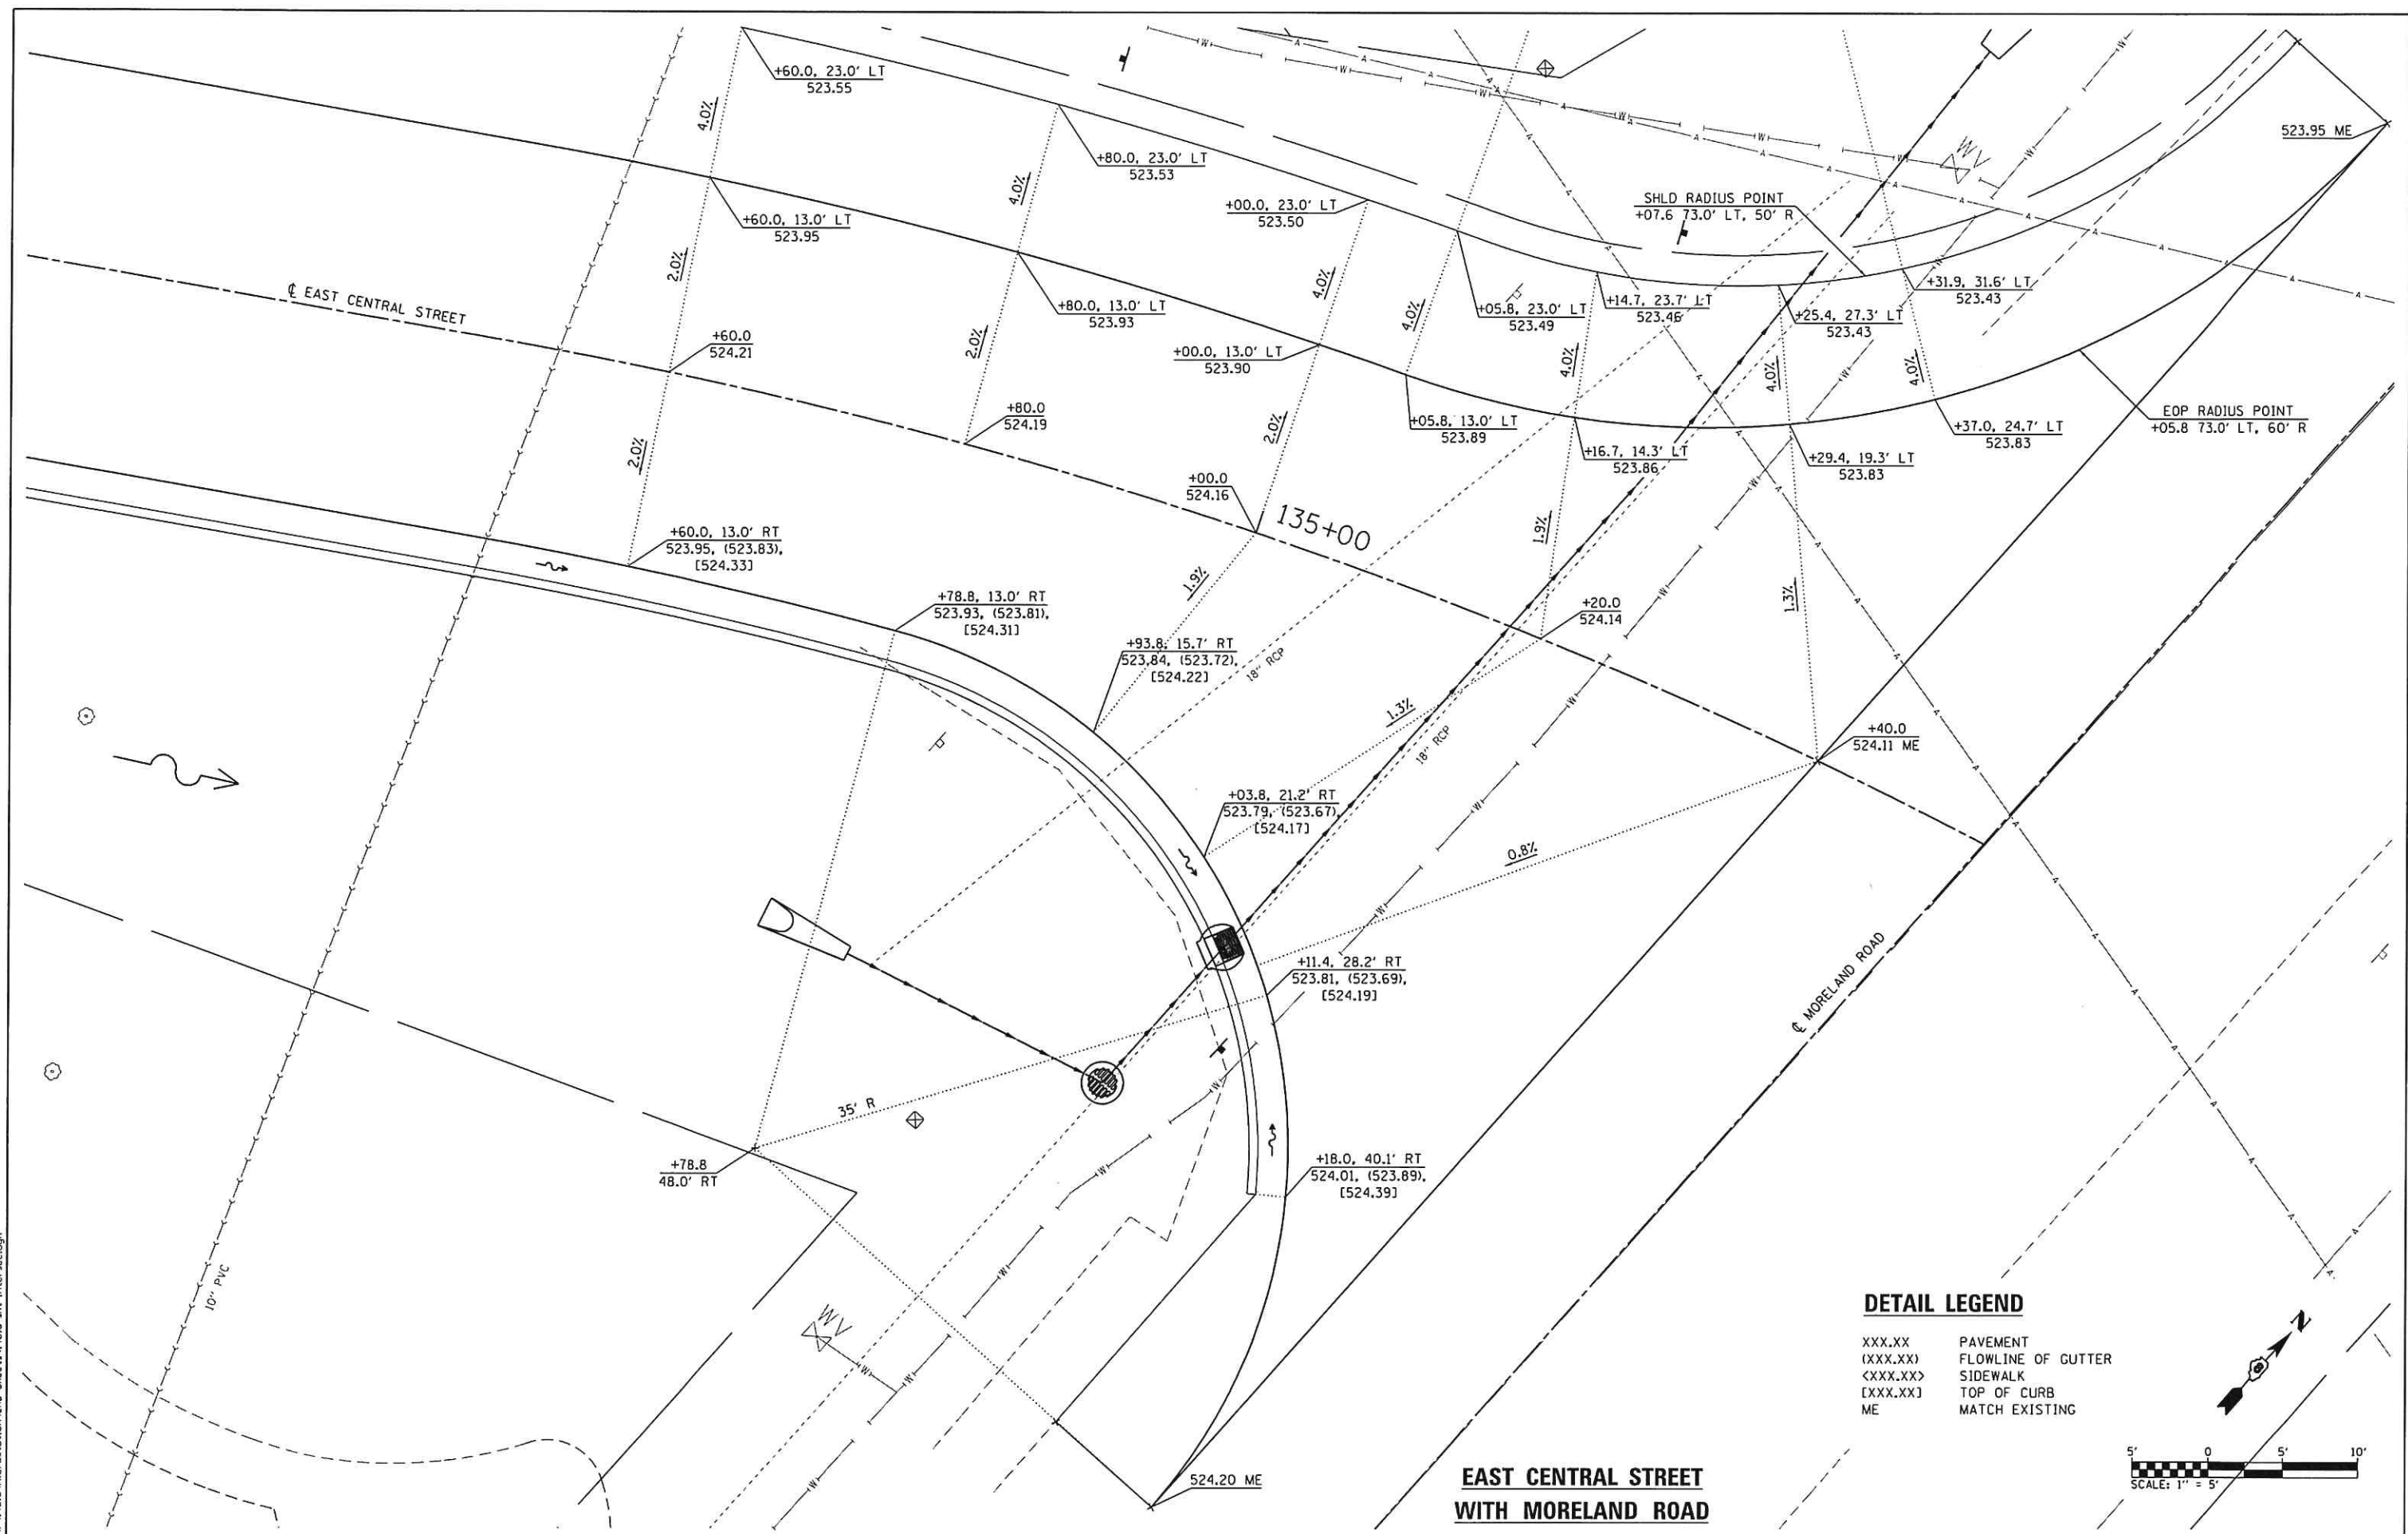 +60.0, 23.0' LT
523.55
4.0%
+80.0, 23.0' LT
523.53
4.0%
+00.0, 23.0' LT
523.50
4.0%
4.0%
SHLD RADIUS POINT
+07.6 73.0' LT, 50' R
523.95 ME
WV
+60.0, 13.0' LT
523.95
2.0%
+80.0, 13.0' LT
523.93
2.0%
+00.0, 13.0' LT
523.90
2.0%
+05.8, 23.0' LT
523.49
+14.7, 23.7' LT
523.46
+25.4, 27.3' LT
523.43
+31.9, 31.6' LT
523.43
4.0%
4.0%
4.0%
℄ EAST CENTRAL STREET
+60.0
524.21
+80.0
524.19
+05.8, 13.0' LT
523.89
+16.7, 14.3' LT
523.86
+29.4, 19.3' LT
523.83
+37.0, 24.7' LT
523.83
EOP RADIUS POINT
+05.8 73.0' LT, 60' R
2.0%
+00.0
524.16
135+00
1.9%
1.3%
+60.0, 13.0' RT
523.95, (523.83),
[524.33]
+78.8, 13.0' RT
523.93, (523.81),
[524.31]
1.9%
+20.0
524.14
+93.8, 15.7' RT
523.84, (523.72),
[524.22]
18" RCP
1.3%
18" RCP
+40.0
524.11 ME
+03.8, 21.2' RT
523.79, (523.67),
[524.17]
0.8%
+11.4, 28.2' RT
523.81, (523.69),
[524.19]
℄ MORELAND ROAD
35' R
+78.8
48.0' RT
+18.0, 40.1' RT
524.01, (523.89),
[524.39]
10" PVC
WV
524.20 ME
DETAIL LEGEND
XXX.XX PAVEMENT
(XXX.XX) FLOWLINE OF GUTTER
<XXX.XX> SIDEWALK
[XXX.XX] TOP OF CURB
ME MATCH EXISTING
N
5' 0 5' 10'
SCALE: 1" = 5'
EAST CENTRAL STREET
WITH MORELAND ROAD